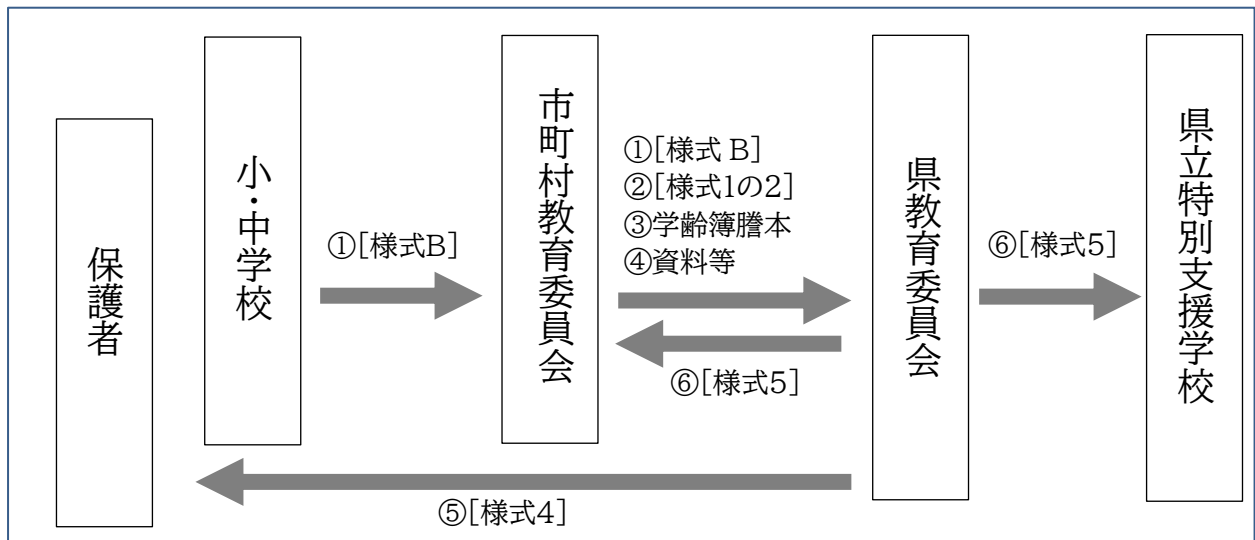 保護者
小・中学校
①[様式B]
市町村教育委員会
①[様式 B]
②[様式1の2]
③学齢簿謄本
④資料等
⑥[様式5]
県教育委員会
⑥[様式5]
県立特別支援学校
⑤[様式4]